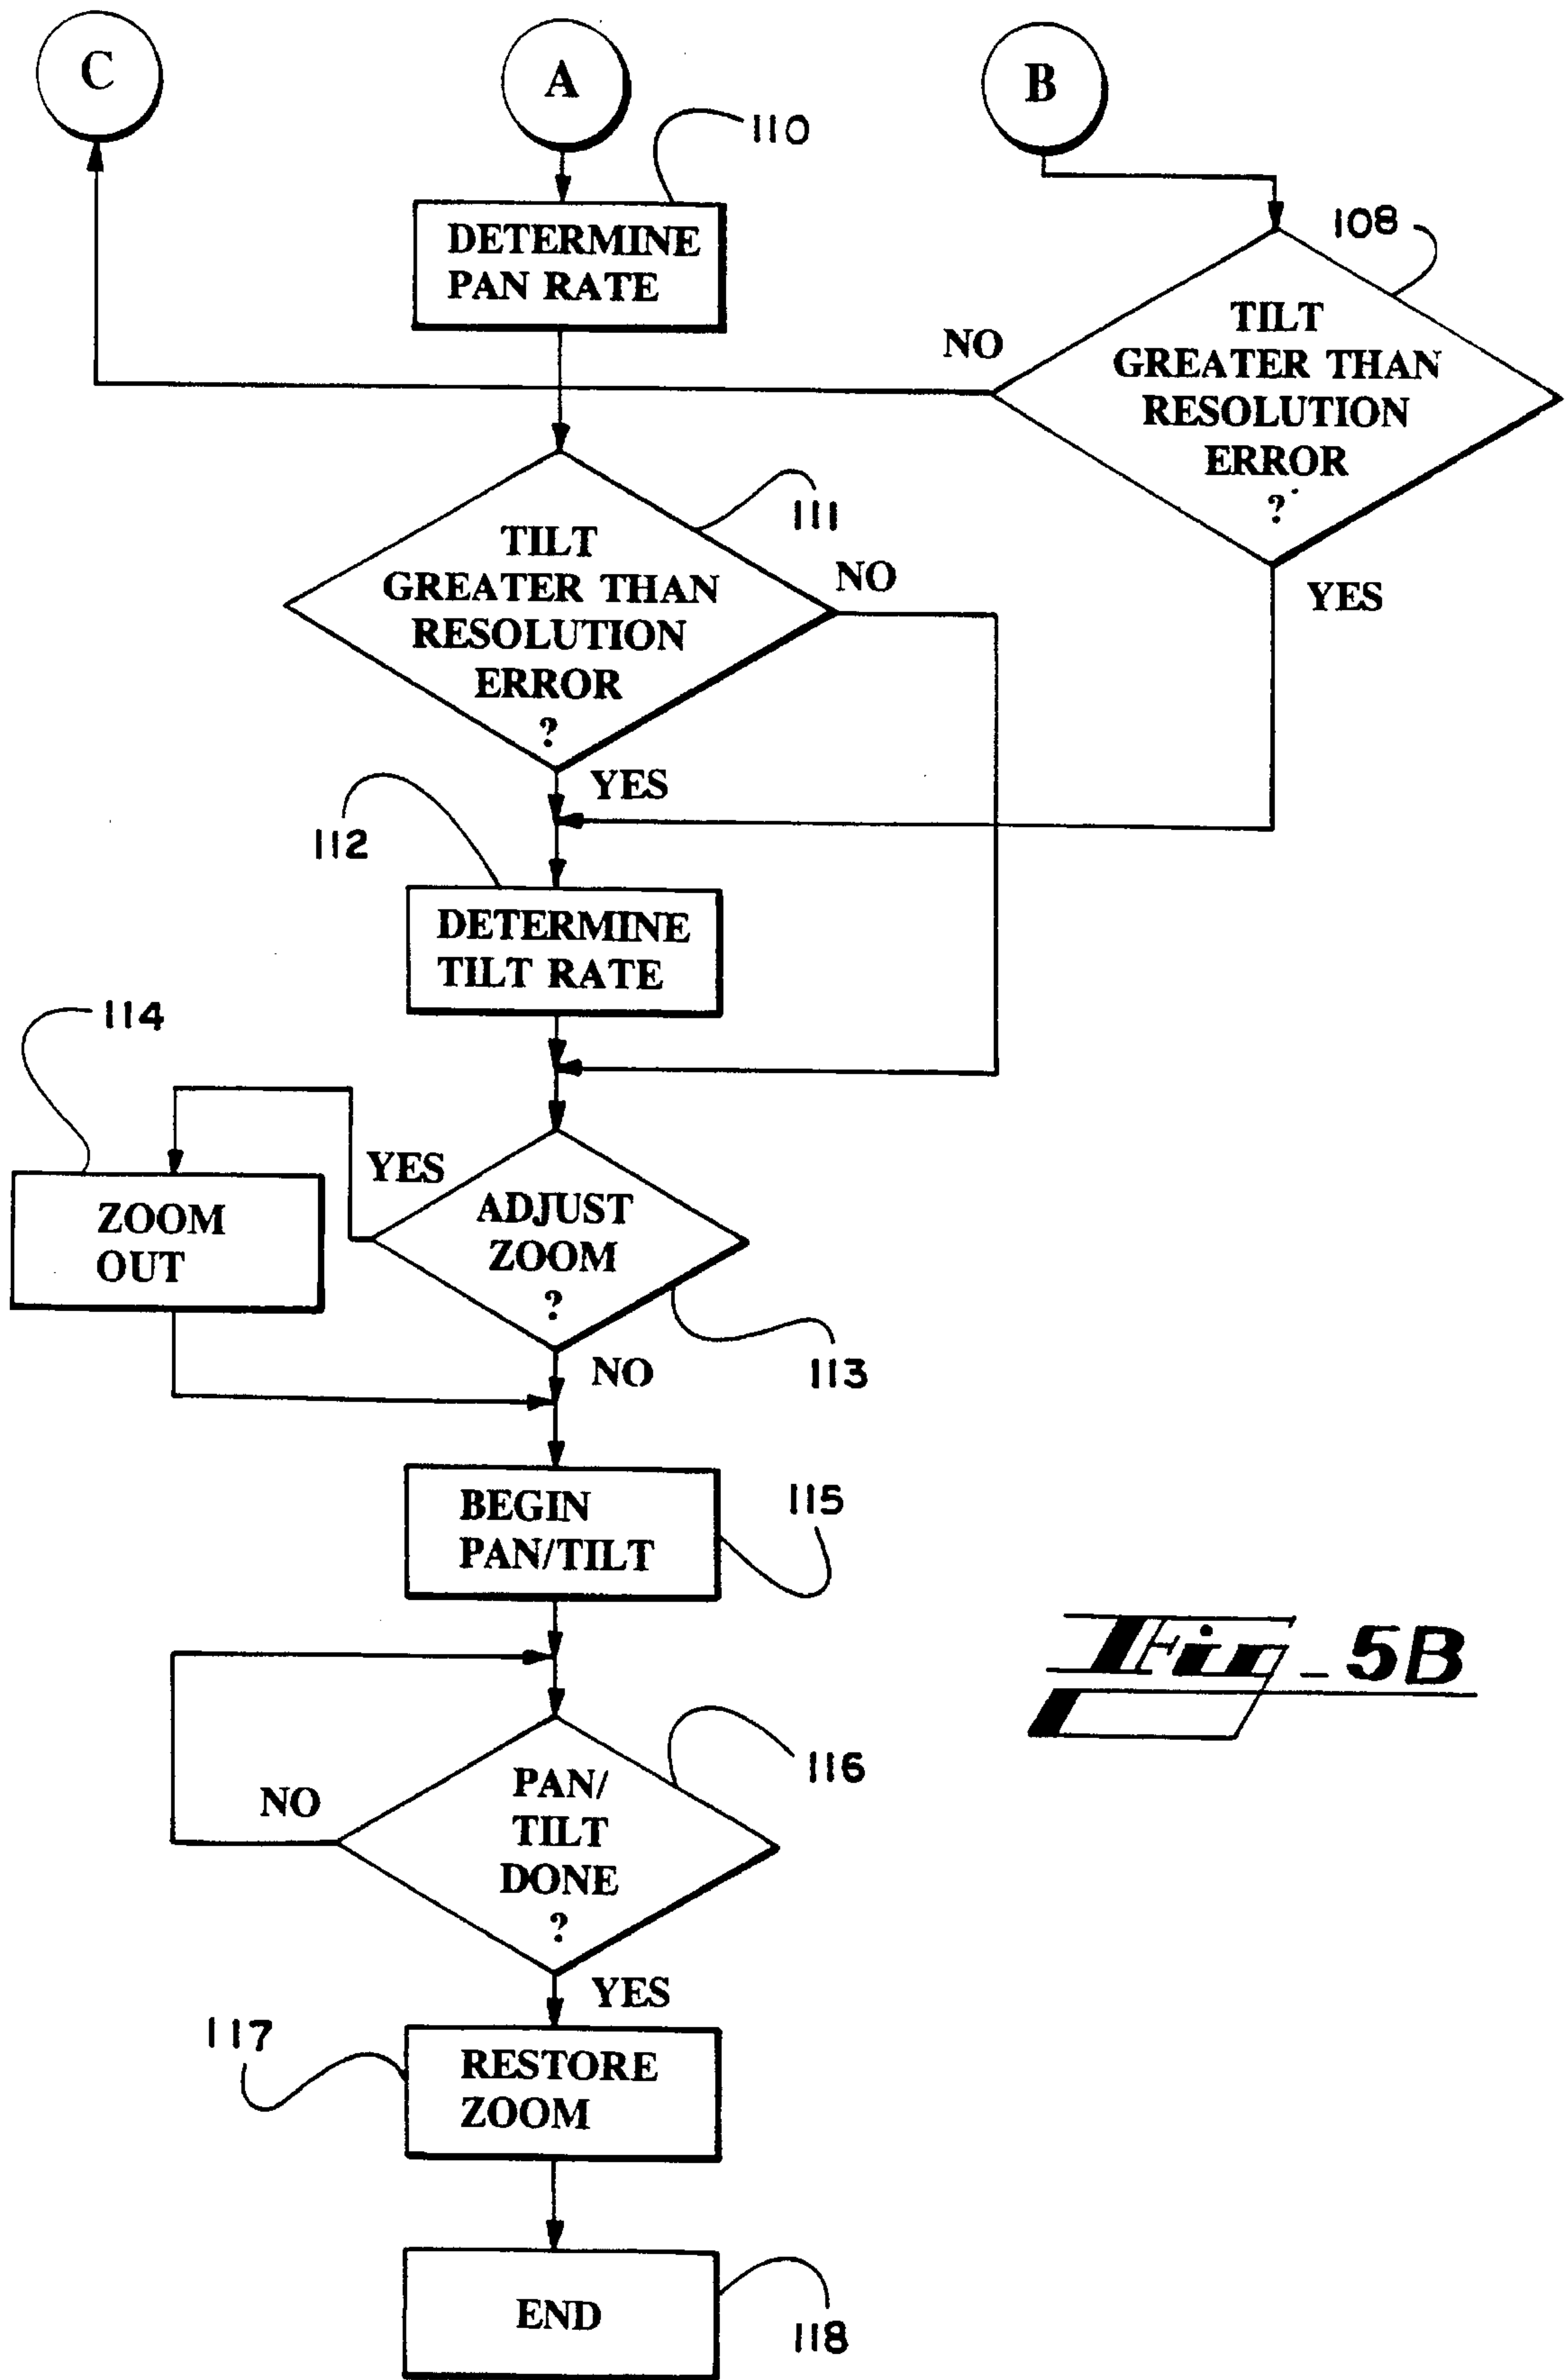 C
A
B
110
DETERMINE
PAN RATE
108
TILT
GREATER THAN
RESOLUTION
ERROR
?
NO
YES
111
TILT
GREATER THAN
RESOLUTION
ERROR
?
NO
YES
112
DETERMINE
TILT RATE
114
ZOOM
OUT
YES
ADJUST
ZOOM
?
113
NO
BEGIN
PAN/TILT
115
Fig_5B
NO
PAN/
TILT
DONE
?
116
YES
117
RESTORE
ZOOM
END
118